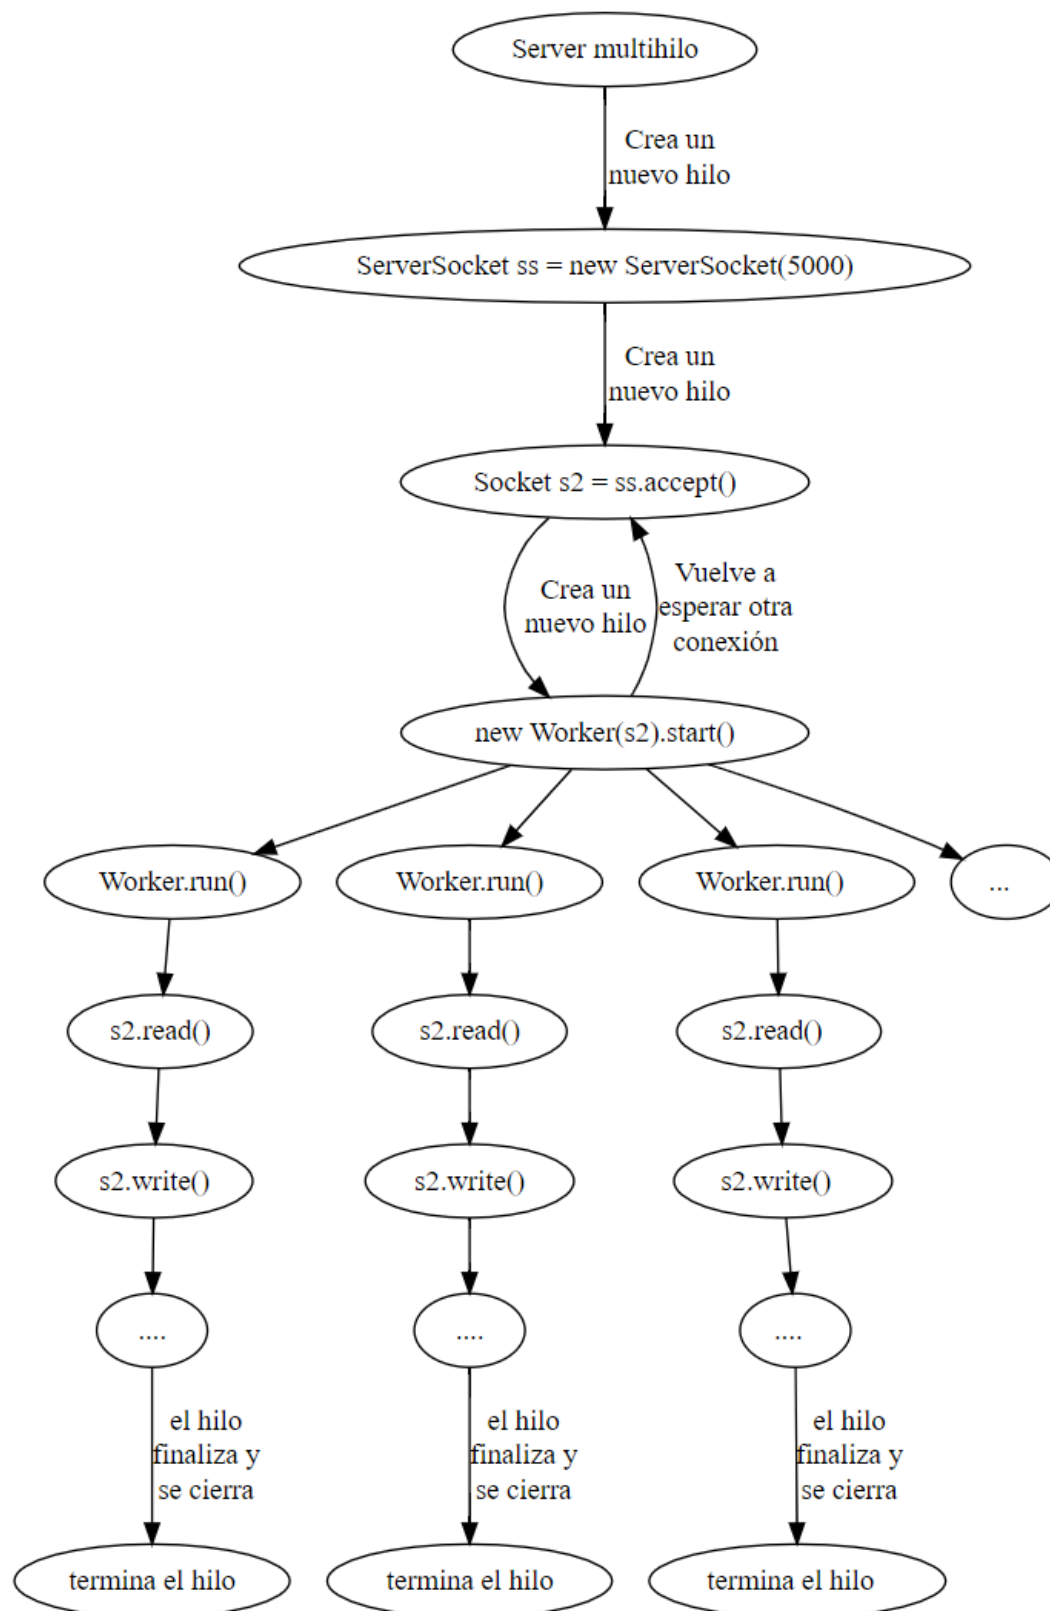 Server multihilo
Crea un
nuevo hilo
ServerSocket ss = new ServerSocket(5000)
Crea un
nuevo hilo
Socket s2 = ss.accept()
Crea un
nuevo hilo
Vuelve a
esperar otra
conexión
new Worker(s2).start()
Worker.run()
Worker.run()
Worker.run()
...
s2.read()
s2.read()
s2.read()
s2.write()
s2.write()
s2.write()
....
....
....
el hilo
finaliza y
se cierra
el hilo
finaliza y
se cierra
el hilo
finaliza y
se cierra
termina el hilo
termina el hilo
termina el hilo